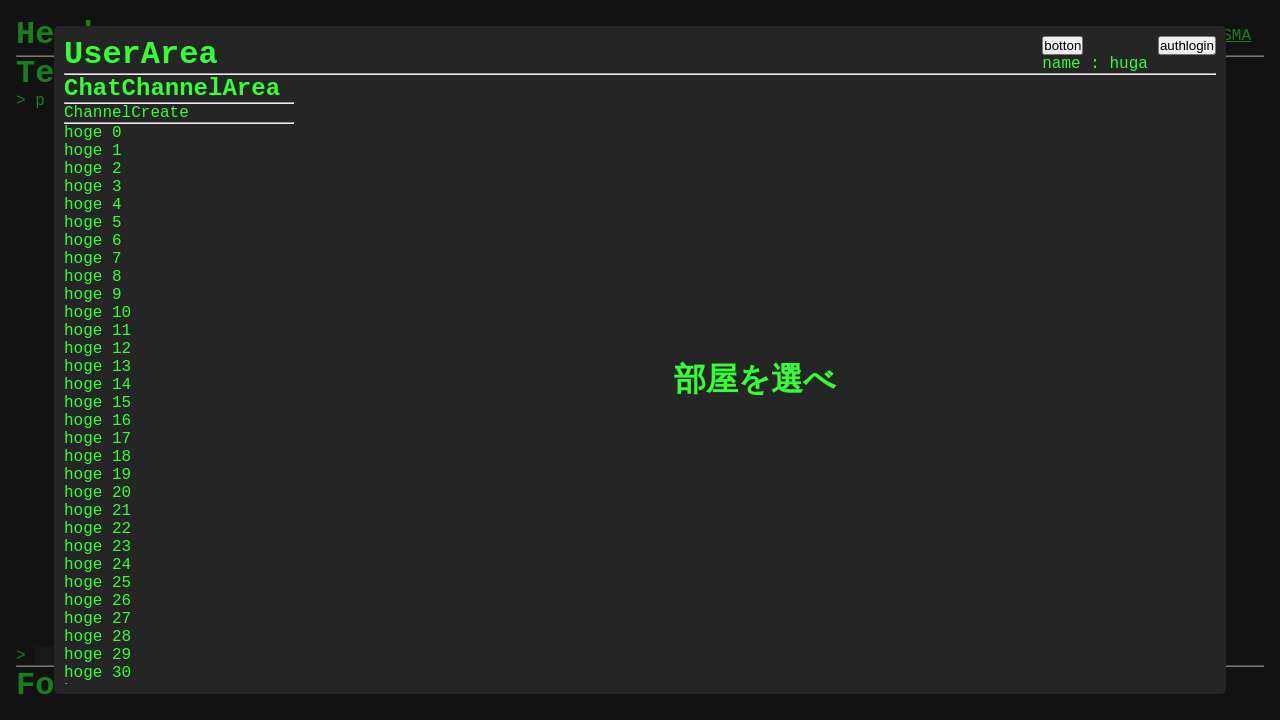 UserArea
botton
authlogin
name : huga
SMA
ChatChannelArea
ChannelCreate
> p
hoge 0
hoge 1
hoge 2
hoge 3
hoge 4
hoge 5
hoge 6
hoge 7
hoge 8
hoge 9
hoge 10
hoge 11
hoge 12
hoge 13
hoge 14
hoge 15
hoge 16
hoge 17
hoge 18
hoge 19
hoge 20
hoge 21
hoge 22
hoge 23
hoge 24
hoge 25
hoge 26
hoge 27
hoge 28
hoge 29
hoge 30
部屋を選べ
>